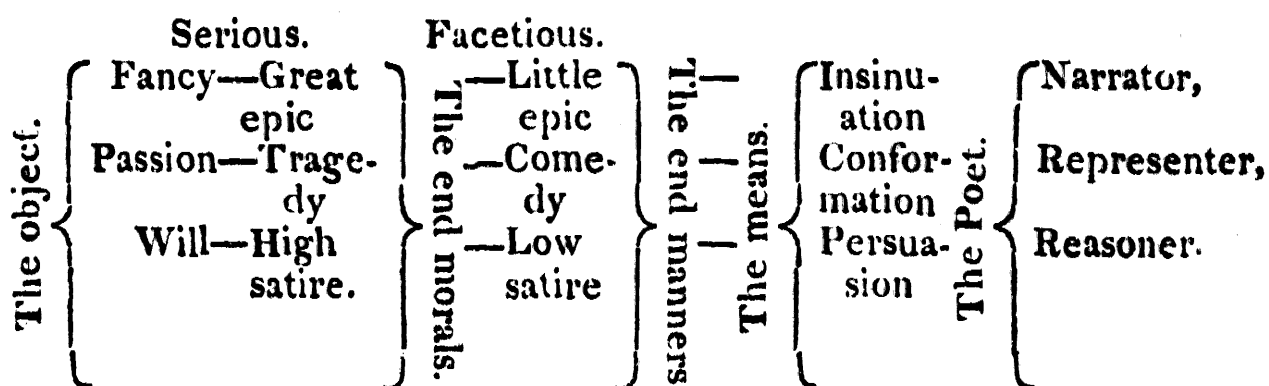 Serious. Facetious.
The object.
Fancy—Great
epic
Passion—Trage-
dy
Will—High
satire.
The end morals.
—Little
epic
—Come-
dy
—Low
satire
The end manners
—
—
—
The means.
Insinu-
ation
Confor-
mation
Persua-
sion
The Poet.
Narrator,
Representer,
Reasoner.